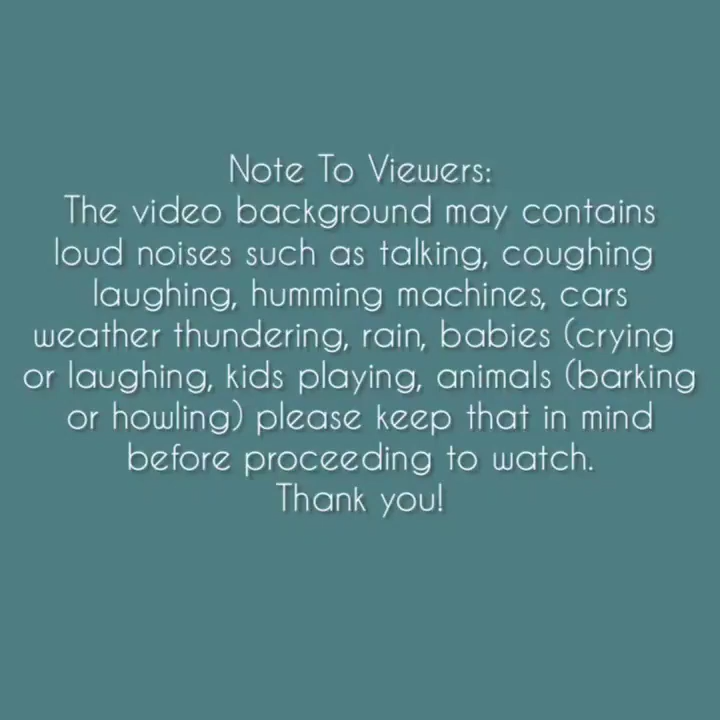 Note To Viewers:
The video background may contains
loud noises such as talking, coughing
laughing, humming machines, cars
weather thundering, rain, babies (crying
or laughing, kids playing, animals (barking
or howling) please keep that in mind
before proceeding to watch.
Thank you!